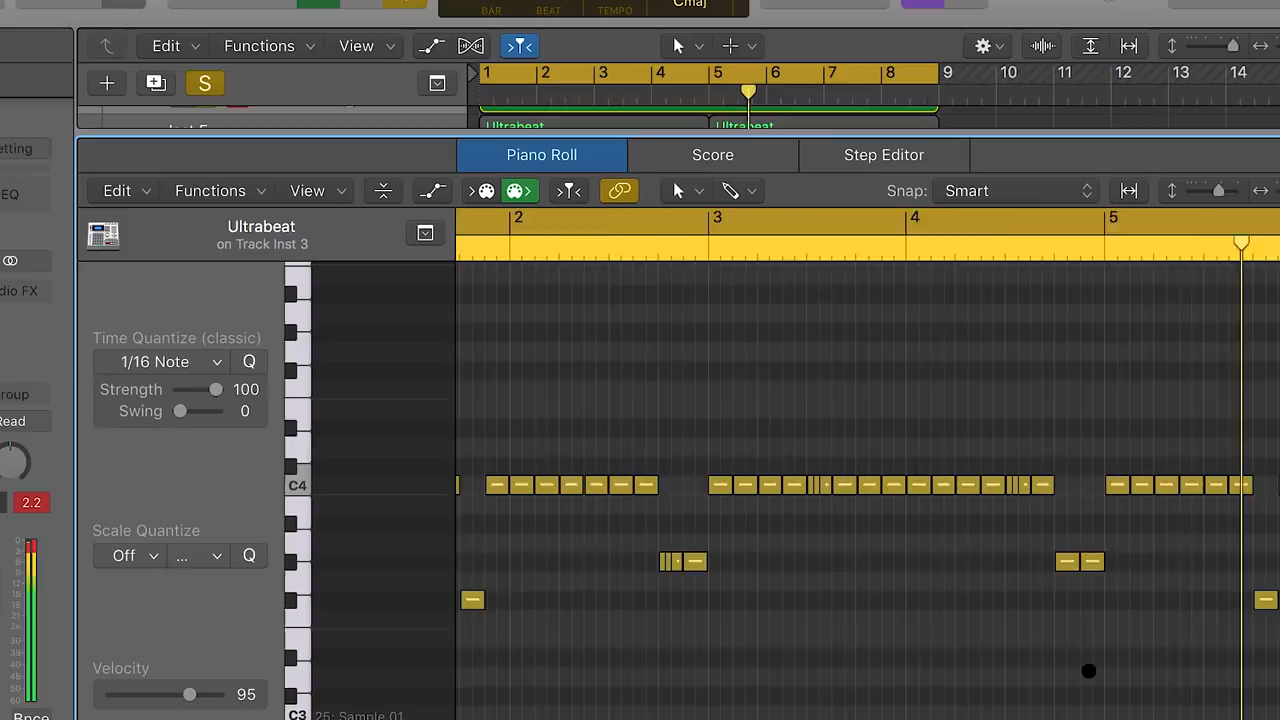 BAR BEAT TEMPO Cmaj
Edit Functions View
S 1 2 3 4 5 6 7 8 9 10 11 12 13 14
Ultrabeat Ultrabeat
Piano Roll Score Step Editor
etting
EQ
Edit Functions View Snap: Smart
Ultrabeat
on Track Inst 3
2 3 4 5
dio FX
Time Quantize (classic)
1/16 Note Q
Strength 100
Swing 0
roup
Read
C4
2.2
Scale Quantize
Off ... Q
Velocity
95
C3 25: Sample 01
Bnce